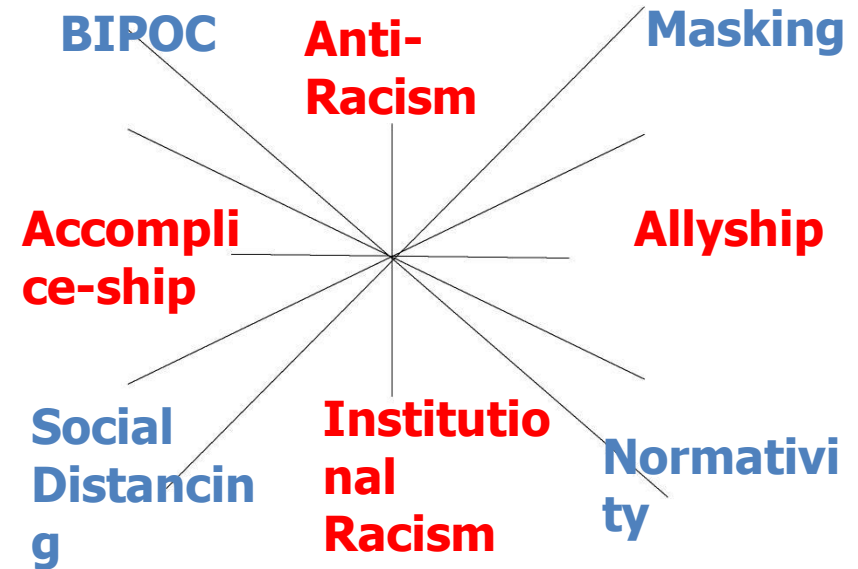 BIPOC
Anti-
Racism
Masking
Accompli
ce-ship
Allyship
Social
Distancin
g
Institutio
nal
Racism
Normativi
ty